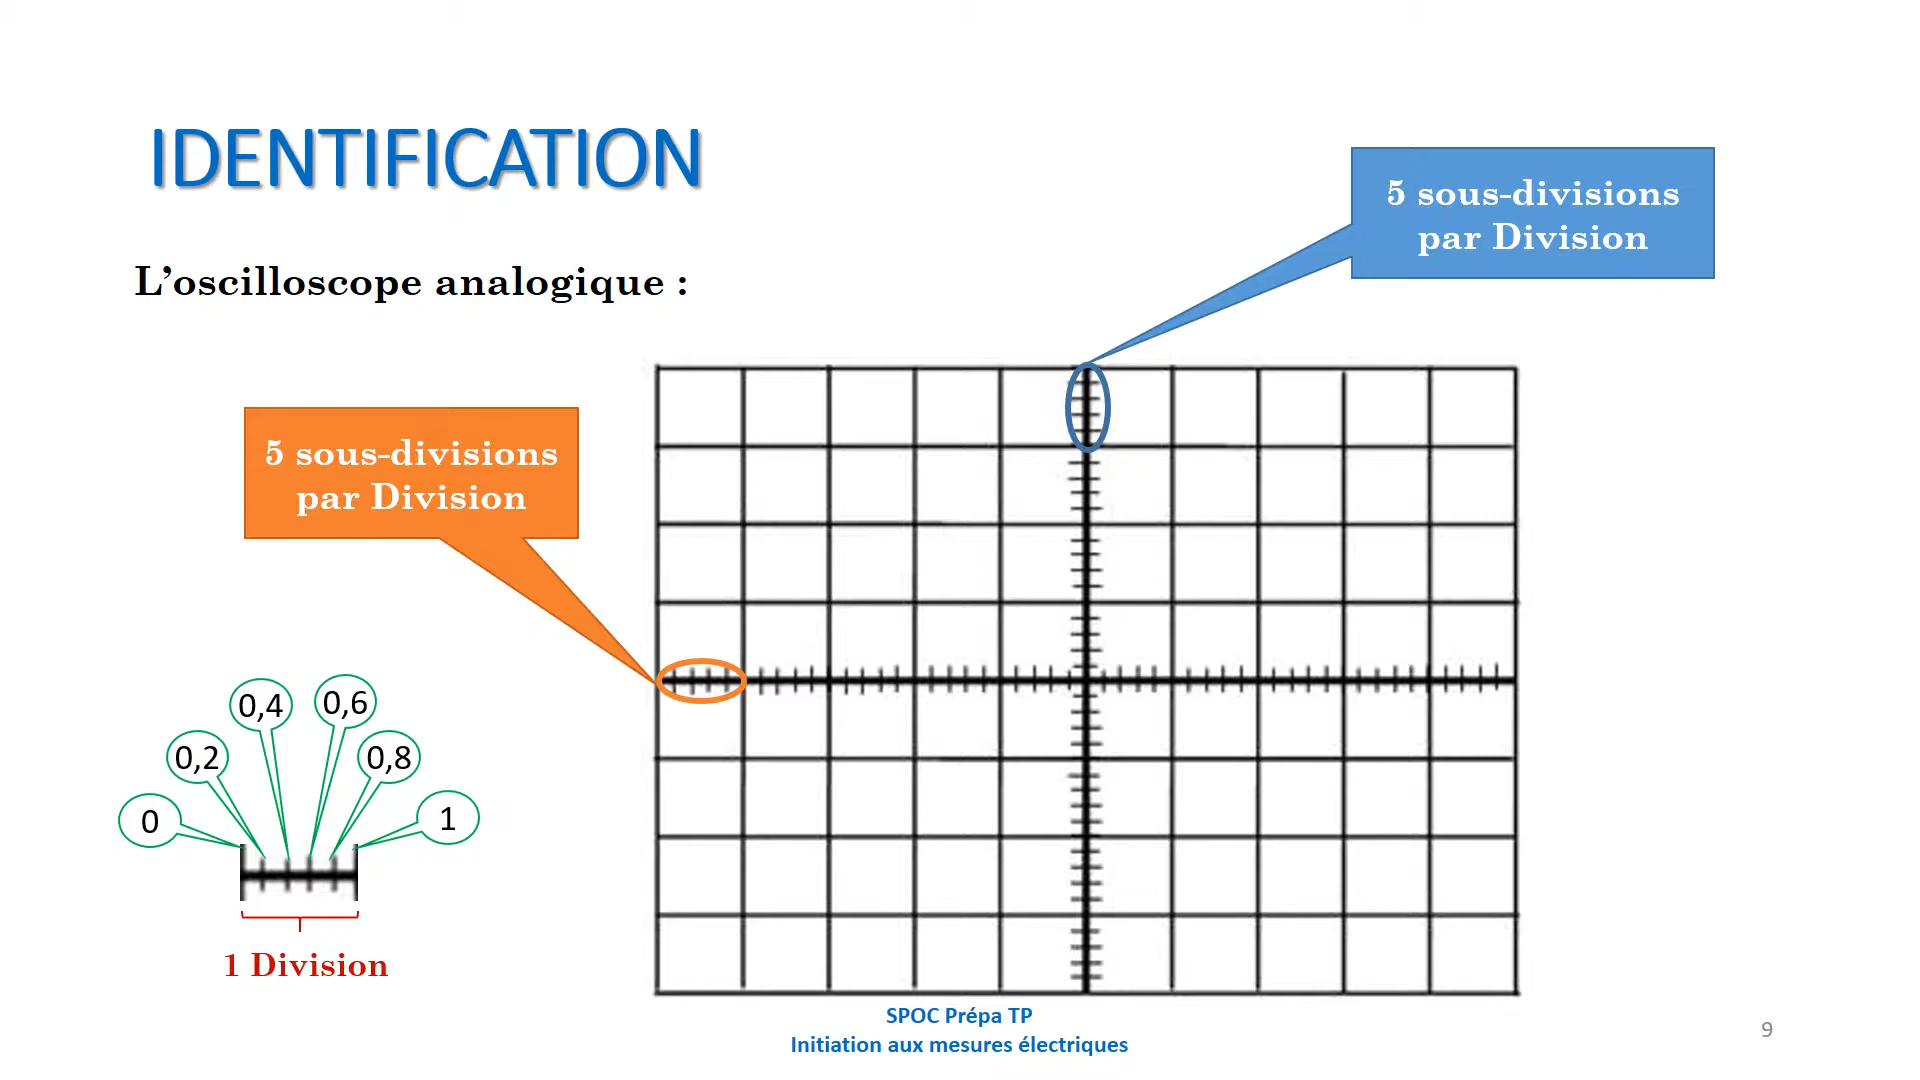 IDENTIFICATION
5 sous-divisions
par Division
L’oscilloscope analogique :
5 sous-divisions
par Division
0
0,2
0,4
0,6
0,8
1
1 Division
SPOC Prépa TP
Initiation aux mesures électriques
9